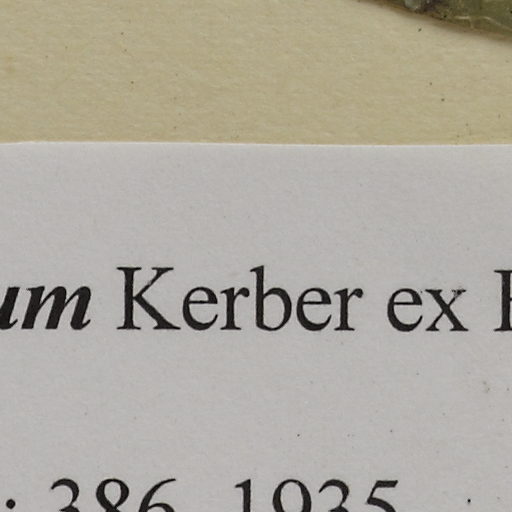 um Kerber ex
: 386. 1935.